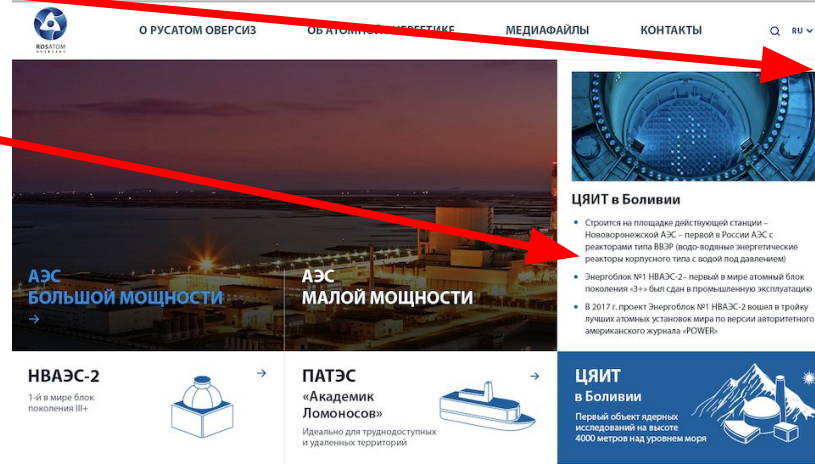 О РУСАТОМ ОВЕРСИЗ
ОБ АТОМНОЙ ЭНЕРГЕТИКЕ
МЕДИАФАЙЛЫ
КОНТАКТЫ
RU
ROSATOM
OVERSEAS
ЦЯИТ в Боливии
Строится на площадке действующей станции –
Нововоронежской АЭС – первой в России АЭС с
реакторами типа ВВЭР (водо-водяные энергетические
реакторы корпусного типа с водой под давлением)
Энергоблок №1 НВАЭС-2– первый в мире атомный блок
поколения «3+» был сдан в промышленную эксплуатацию
В 2017 г. проект Энергоблок №1 НВАЭС-2 вошел в тройку
лучших атомных установок мира по версии авторитетного
американского журнала «POWER»
АЭС
БОЛЬШОЙ МОЩНОСТИ
АЭС
МАЛОЙ МОЩНОСТИ
НВАЭС-2
1-й в мире блок
поколения III+
ПАТЭС
«Академик
Ломоносов»
Идеально для труднодоступных
и удаленных территорий
ЦЯИТ
в Боливии
Первый объект ядерных
исследований на высоте
4000 метров над уровнем моря